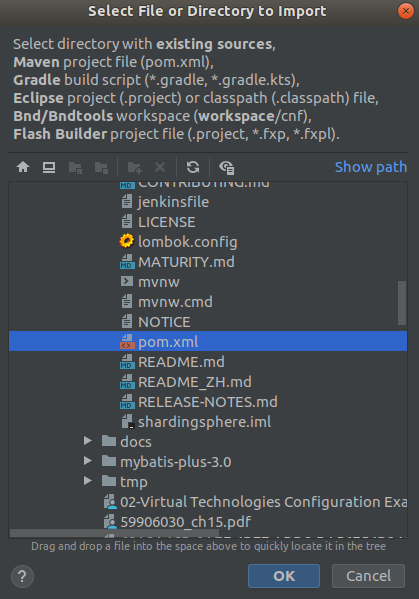 Select File or Directory to Import
Select directory with existing sources,
Maven project file (pom.xml),
Gradle build script (*.gradle, *.gradle.kts),
Eclipse project (.project) or classpath (.classpath) file,
Bnd/Bndtools workspace (workspace/cnf),
Flash Builder project file (.project, *.fxp, *.fxpl).
Show path
CONTRIBUTING.md
jenkinsfile
LICENSE
lombok.config
MATURITY.md
mvnw
mvnw.cmd
NOTICE
pom.xml
README.md
README_ZH.md
RELEASE-NOTES.md
shardingsphere.iml
docs
mybatis-plus-3.0
tmp
02-Virtual Technologies Configuration Exa
59906030_ch15.pdf
Drag and drop a file into the space above to quickly locate it in the tree
? OK Cancel